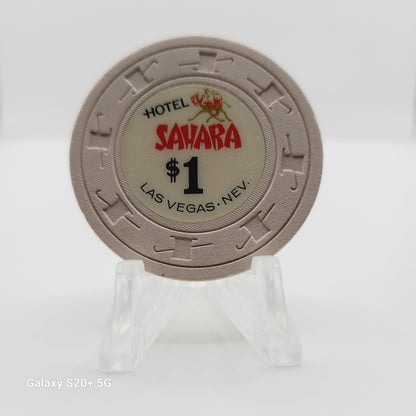 HOTEL
SAHARA
$1
LAS VEGAS • NEV.
Galaxy S20+ 5G